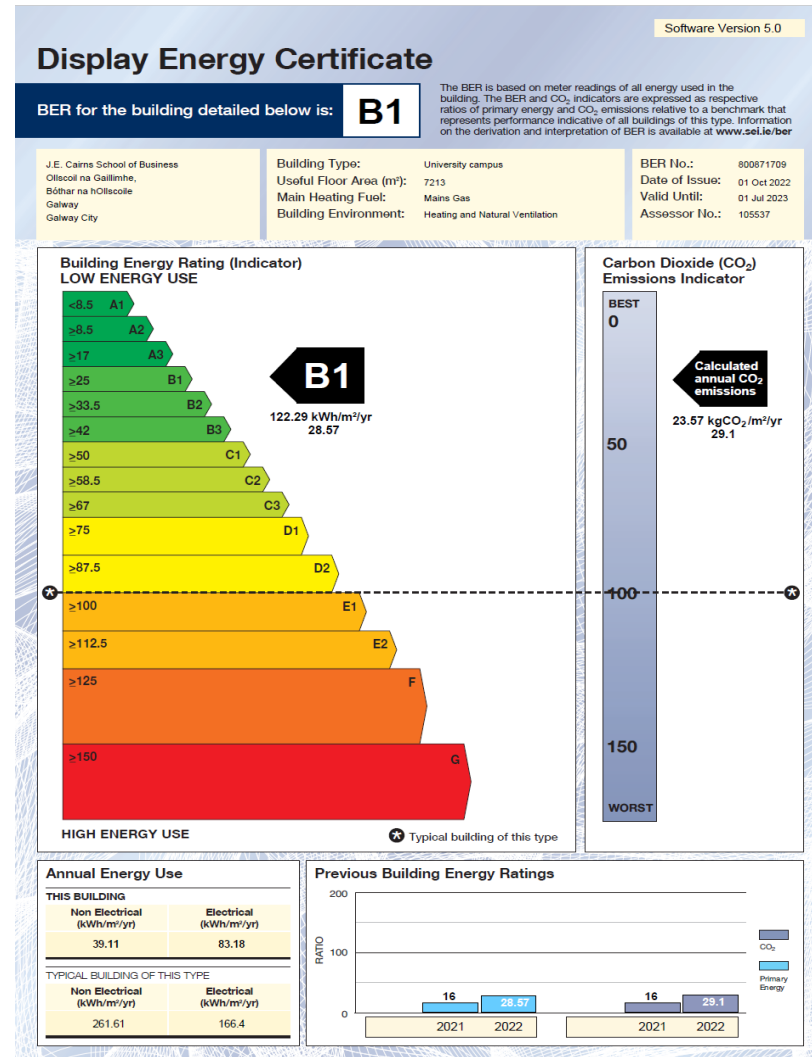 Software Version 5.0
Display Energy Certificate
BER for the building detailed below is:
B1
The BER is based on meter readings of all energy used in the
building. The BER and CO₂ indicators are expressed as respective
ratios of primary energy and CO₂ emissions relative to a benchmark that
represents performance indicative of all buildings of this type. Information
on the derivation and interpretation of BER is available at www.sei.ie/ber
J.E. Cairns School of Business
Ollscoil na Gaillimhe,
Bóthar na hOllscoile
Galway
Galway City
Building Type: University campus
Useful Floor Area (m²): 7213
Main Heating Fuel: Mains Gas
Building Environment: Heating and Natural Ventilation
BER No.: 800871709
Date of Issue: 01 Oct 2022
Valid Until: 01 Jul 2023
Assessor No.: 105537
Building Energy Rating (Indicator)
LOW ENERGY USE
<8.5 A1
≥8.5 A2
≥17 A3
≥25 B1
≥33.5 B2
≥42 B3
≥50 C1
≥58.5 C2
≥67 C3
≥75 D1
≥87.5 D2
≥100 E1
≥112.5 E2
≥125 F
≥150 G
B1
122.29 kWh/m²/yr
28.57
HIGH ENERGY USE
* Typical building of this type
Carbon Dioxide (CO₂)
Emissions Indicator
BEST
0
50
100
150
WORST
Calculated
annual CO₂
emissions
23.57 kgCO₂/m²/yr
29.1
* *
Annual Energy Use
THIS BUILDING
Non Electrical Electrical
(kWh/m²/yr) (kWh/m²/yr)
39.11 83.18
TYPICAL BUILDING OF THIS TYPE
Non Electrical Electrical
(kWh/m²/yr) (kWh/m²/yr)
261.61 166.4
Previous Building Energy Ratings
RATIO
200
100
0
16 28.57 16 29.1
2021 2022 2021 2022
CO₂
Primary
Energy